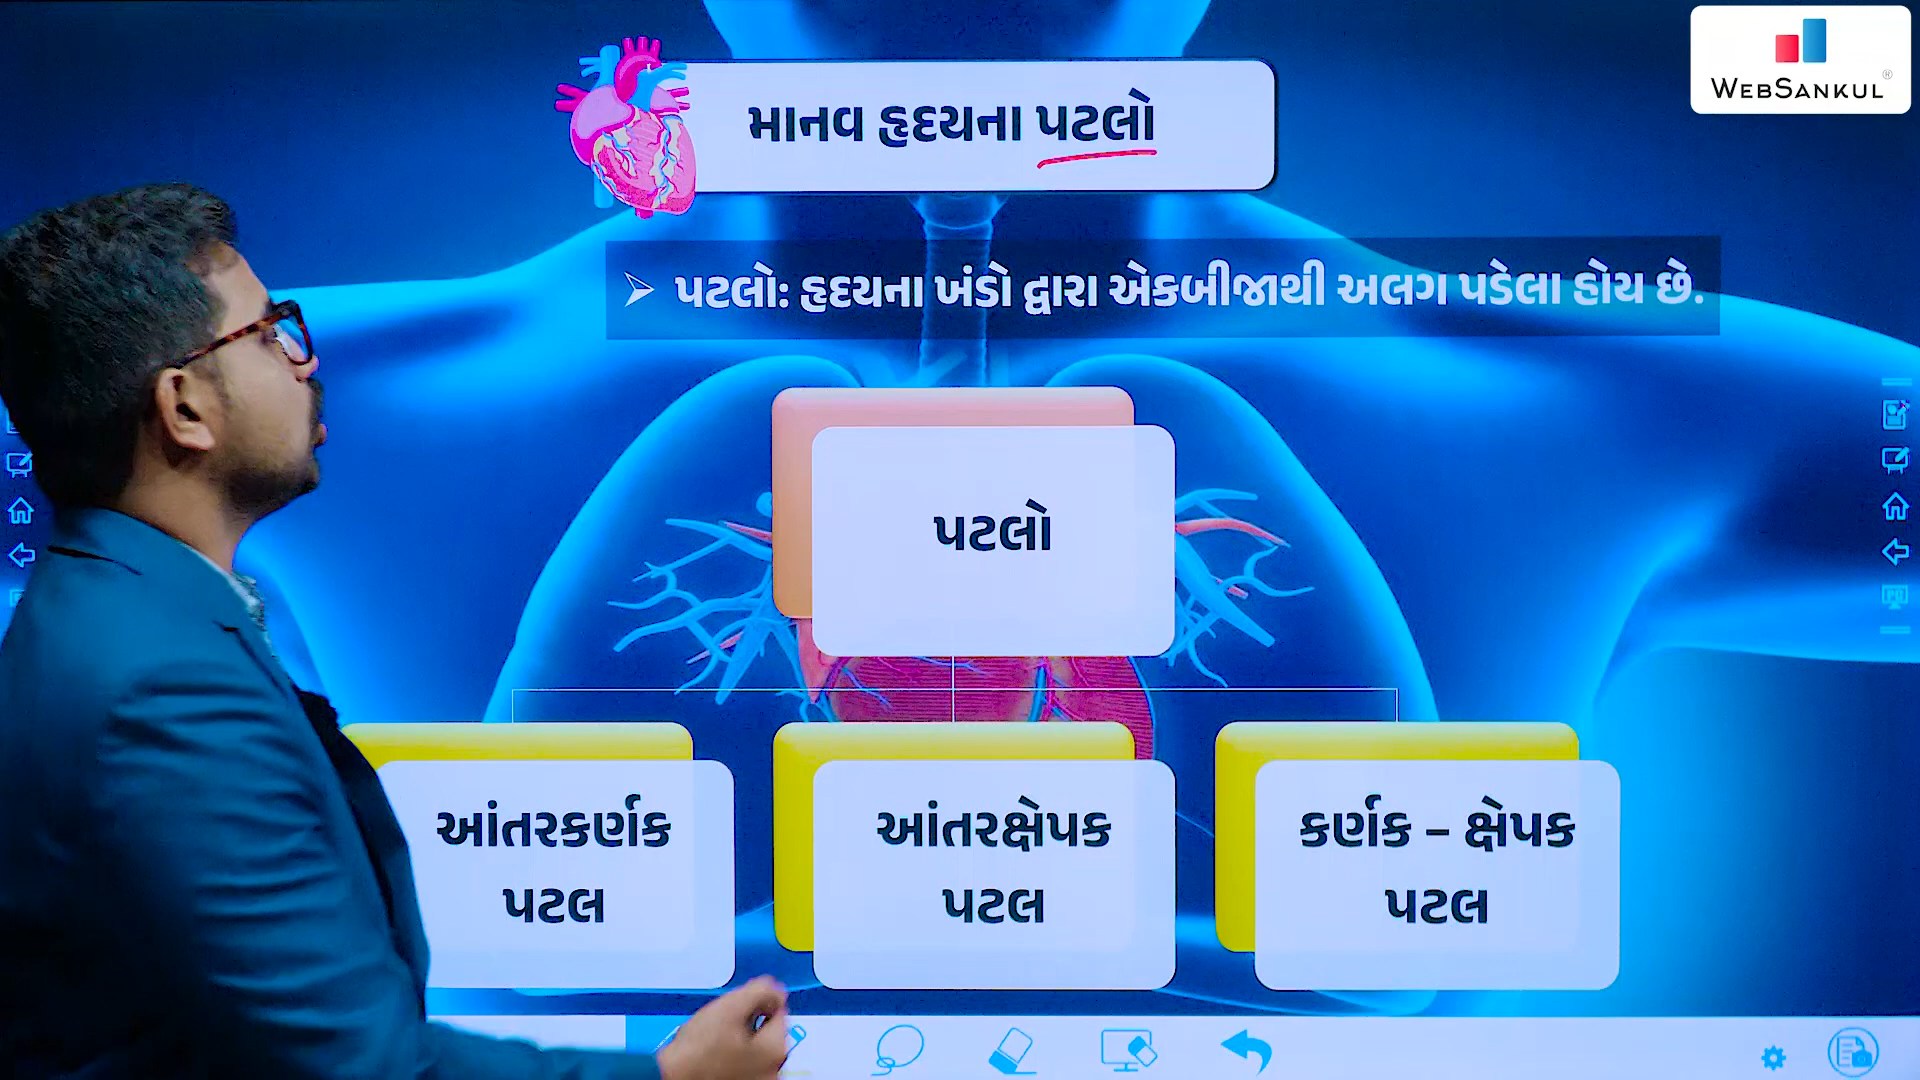 WEBSANKUL®
માનવ હૃદયના પટલો
➢ પટલો: હૃદયના ખંડો દ્વારા એકબીજાથી અલગ પડેલા હોય છે.
પટલો
આંતરકર્ણક
પટલ
આંતરક્ષેપક
પટલ
કર્ણક – ક્ષેપક
પટલ